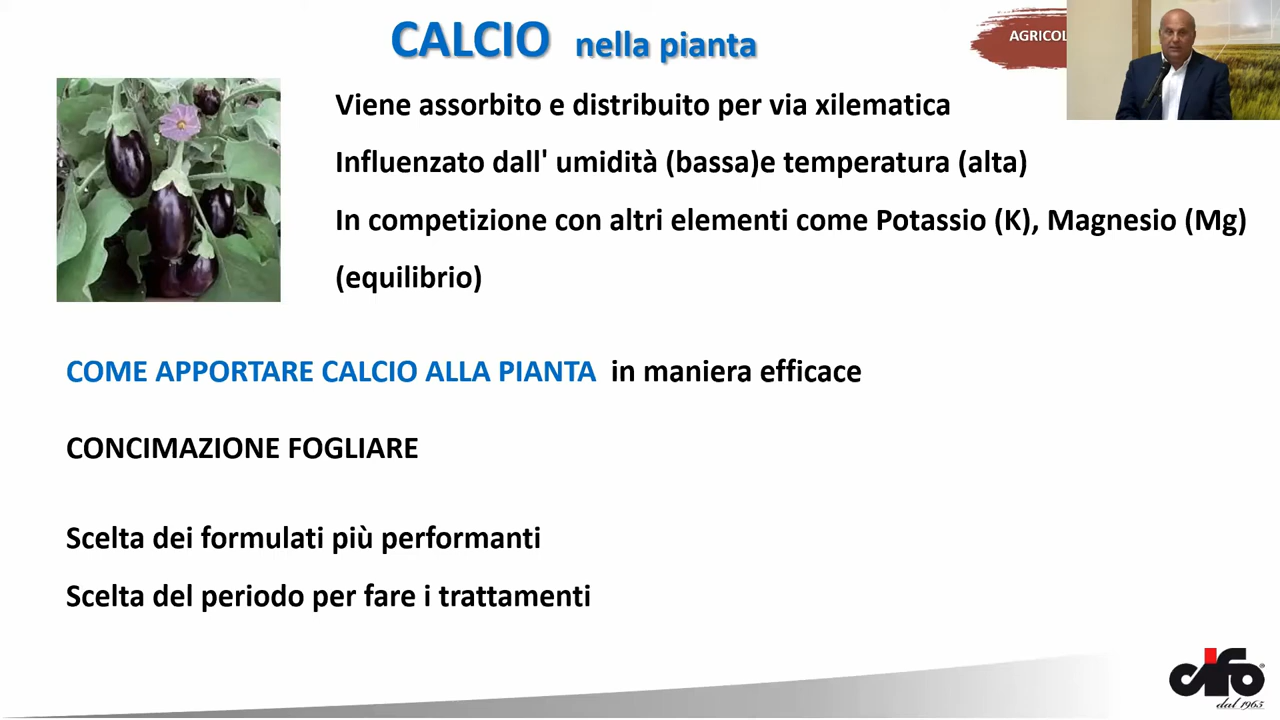 CALCIO nella pianta
AGRICOL
Viene assorbito e distribuito per via xilematica
Influenzato dall' umidità (bassa)e temperatura (alta)
In competizione con altri elementi come Potassio (K), Magnesio (Mg)
(equilibrio)
COME APPORTARE CALCIO ALLA PIANTA in maniera efficace
CONCIMAZIONE FOGLIARE
Scelta dei formulati più performanti
Scelta del periodo per fare i trattamenti
cifo®
dal 1965